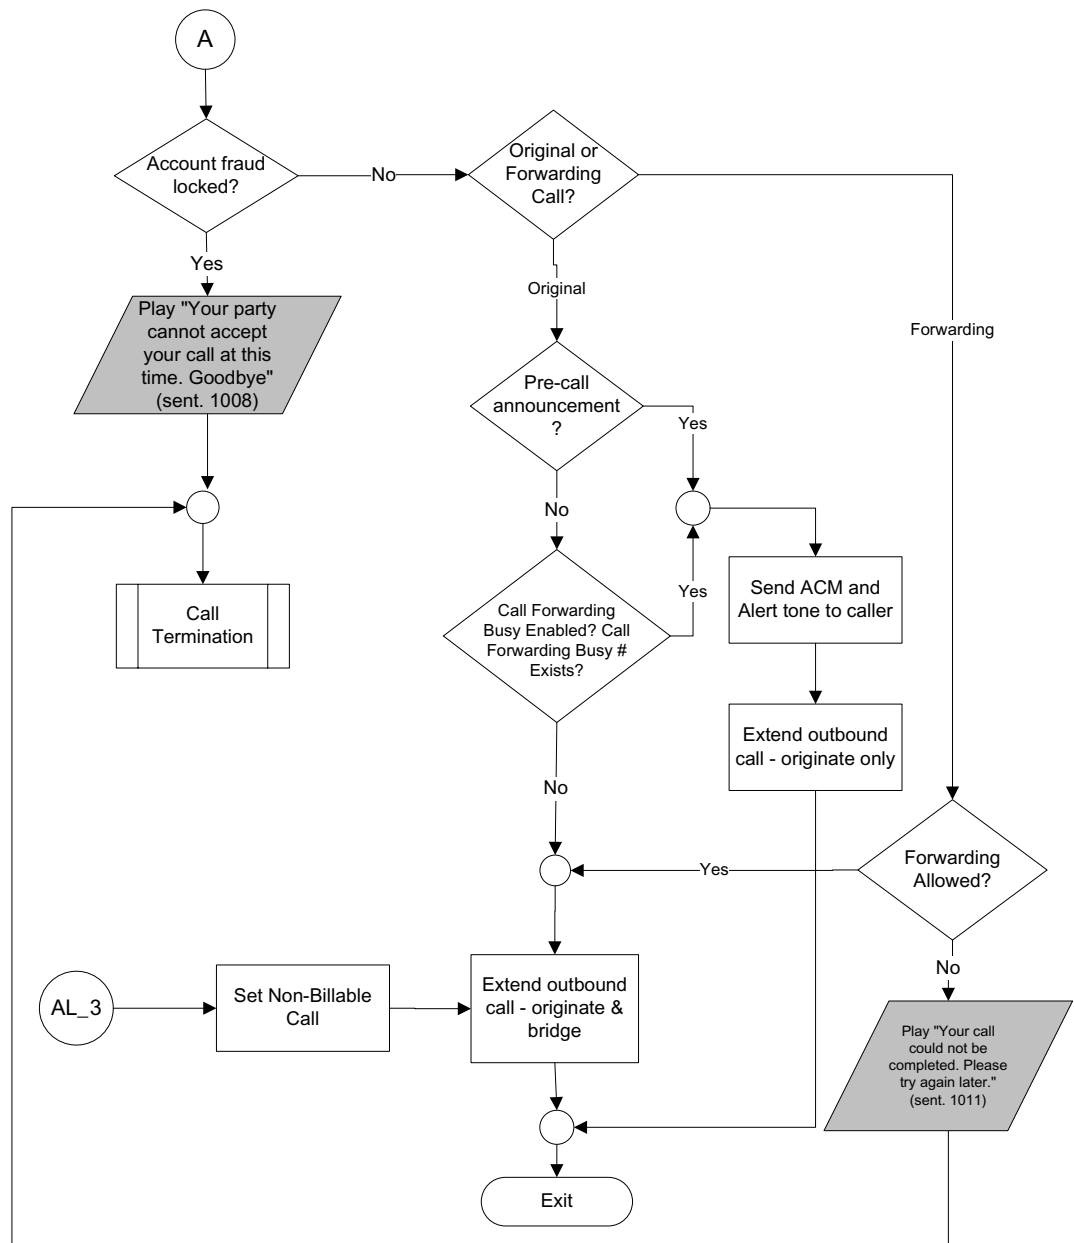 A
Account fraud
locked?
No
Original or
Forwarding
Call?
Yes
Original
Forwarding
Play "Your party
cannot accept
your call at this
time. Goodbye"
(sent. 1008)
Pre-call
announcement
?
Yes
No
Call
Termination
Call Forwarding
Busy Enabled? Call
Forwarding Busy #
Exists?
Yes
Send ACM and
Alert tone to caller
Extend outbound
call - originate only
No
Yes
Forwarding
Allowed?
No
AL_3
Set Non-Billable
Call
Extend outbound
call - originate &
bridge
Play "Your call
could not be
completed. Please
try again later."
(sent. 1011)
Exit